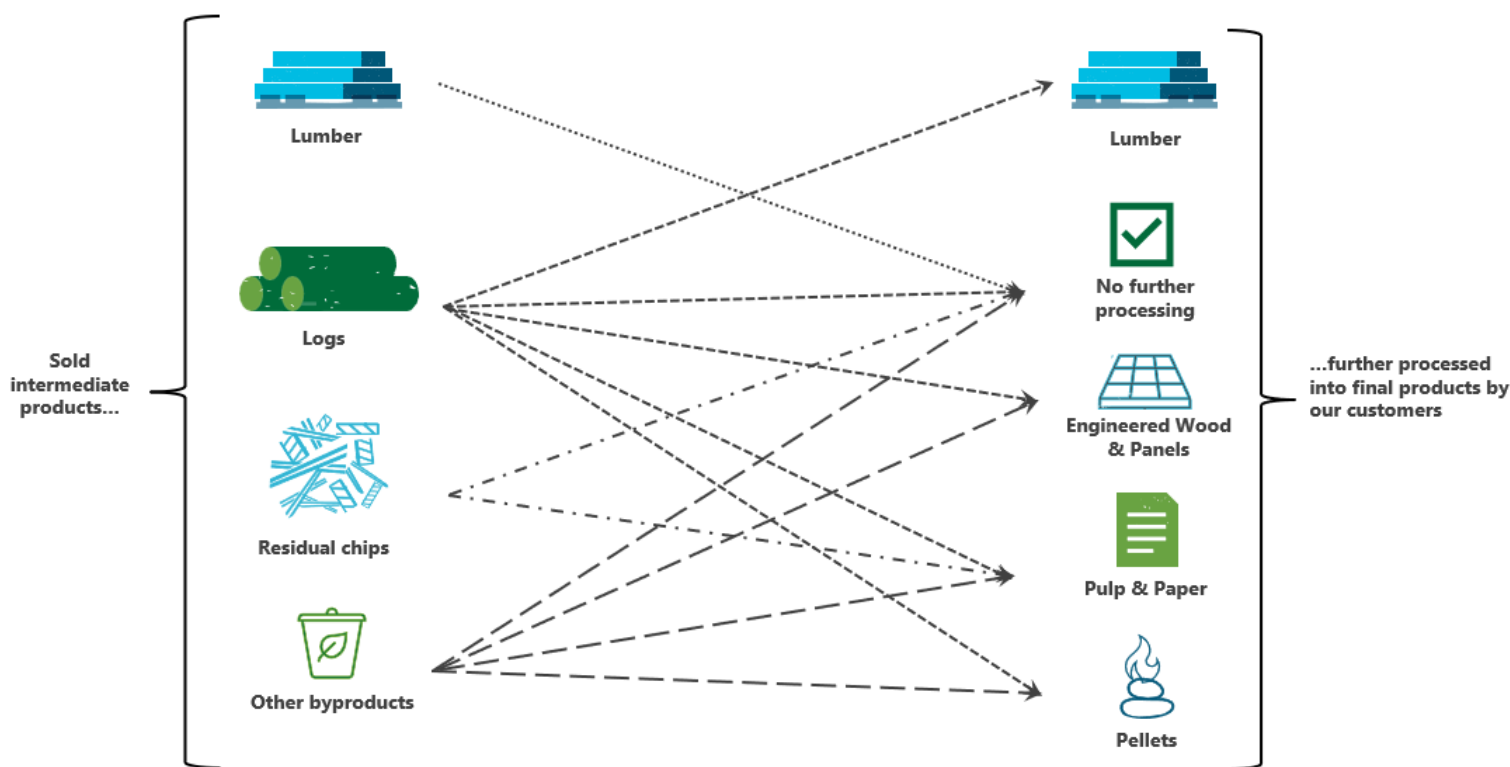 Sold
intermediate
products...
Lumber
Logs
Residual chips
Other byproducts
Lumber
No further
processing
Engineered Wood
& Panels
Pulp & Paper
Pellets
...further processed
into final products by
our customers